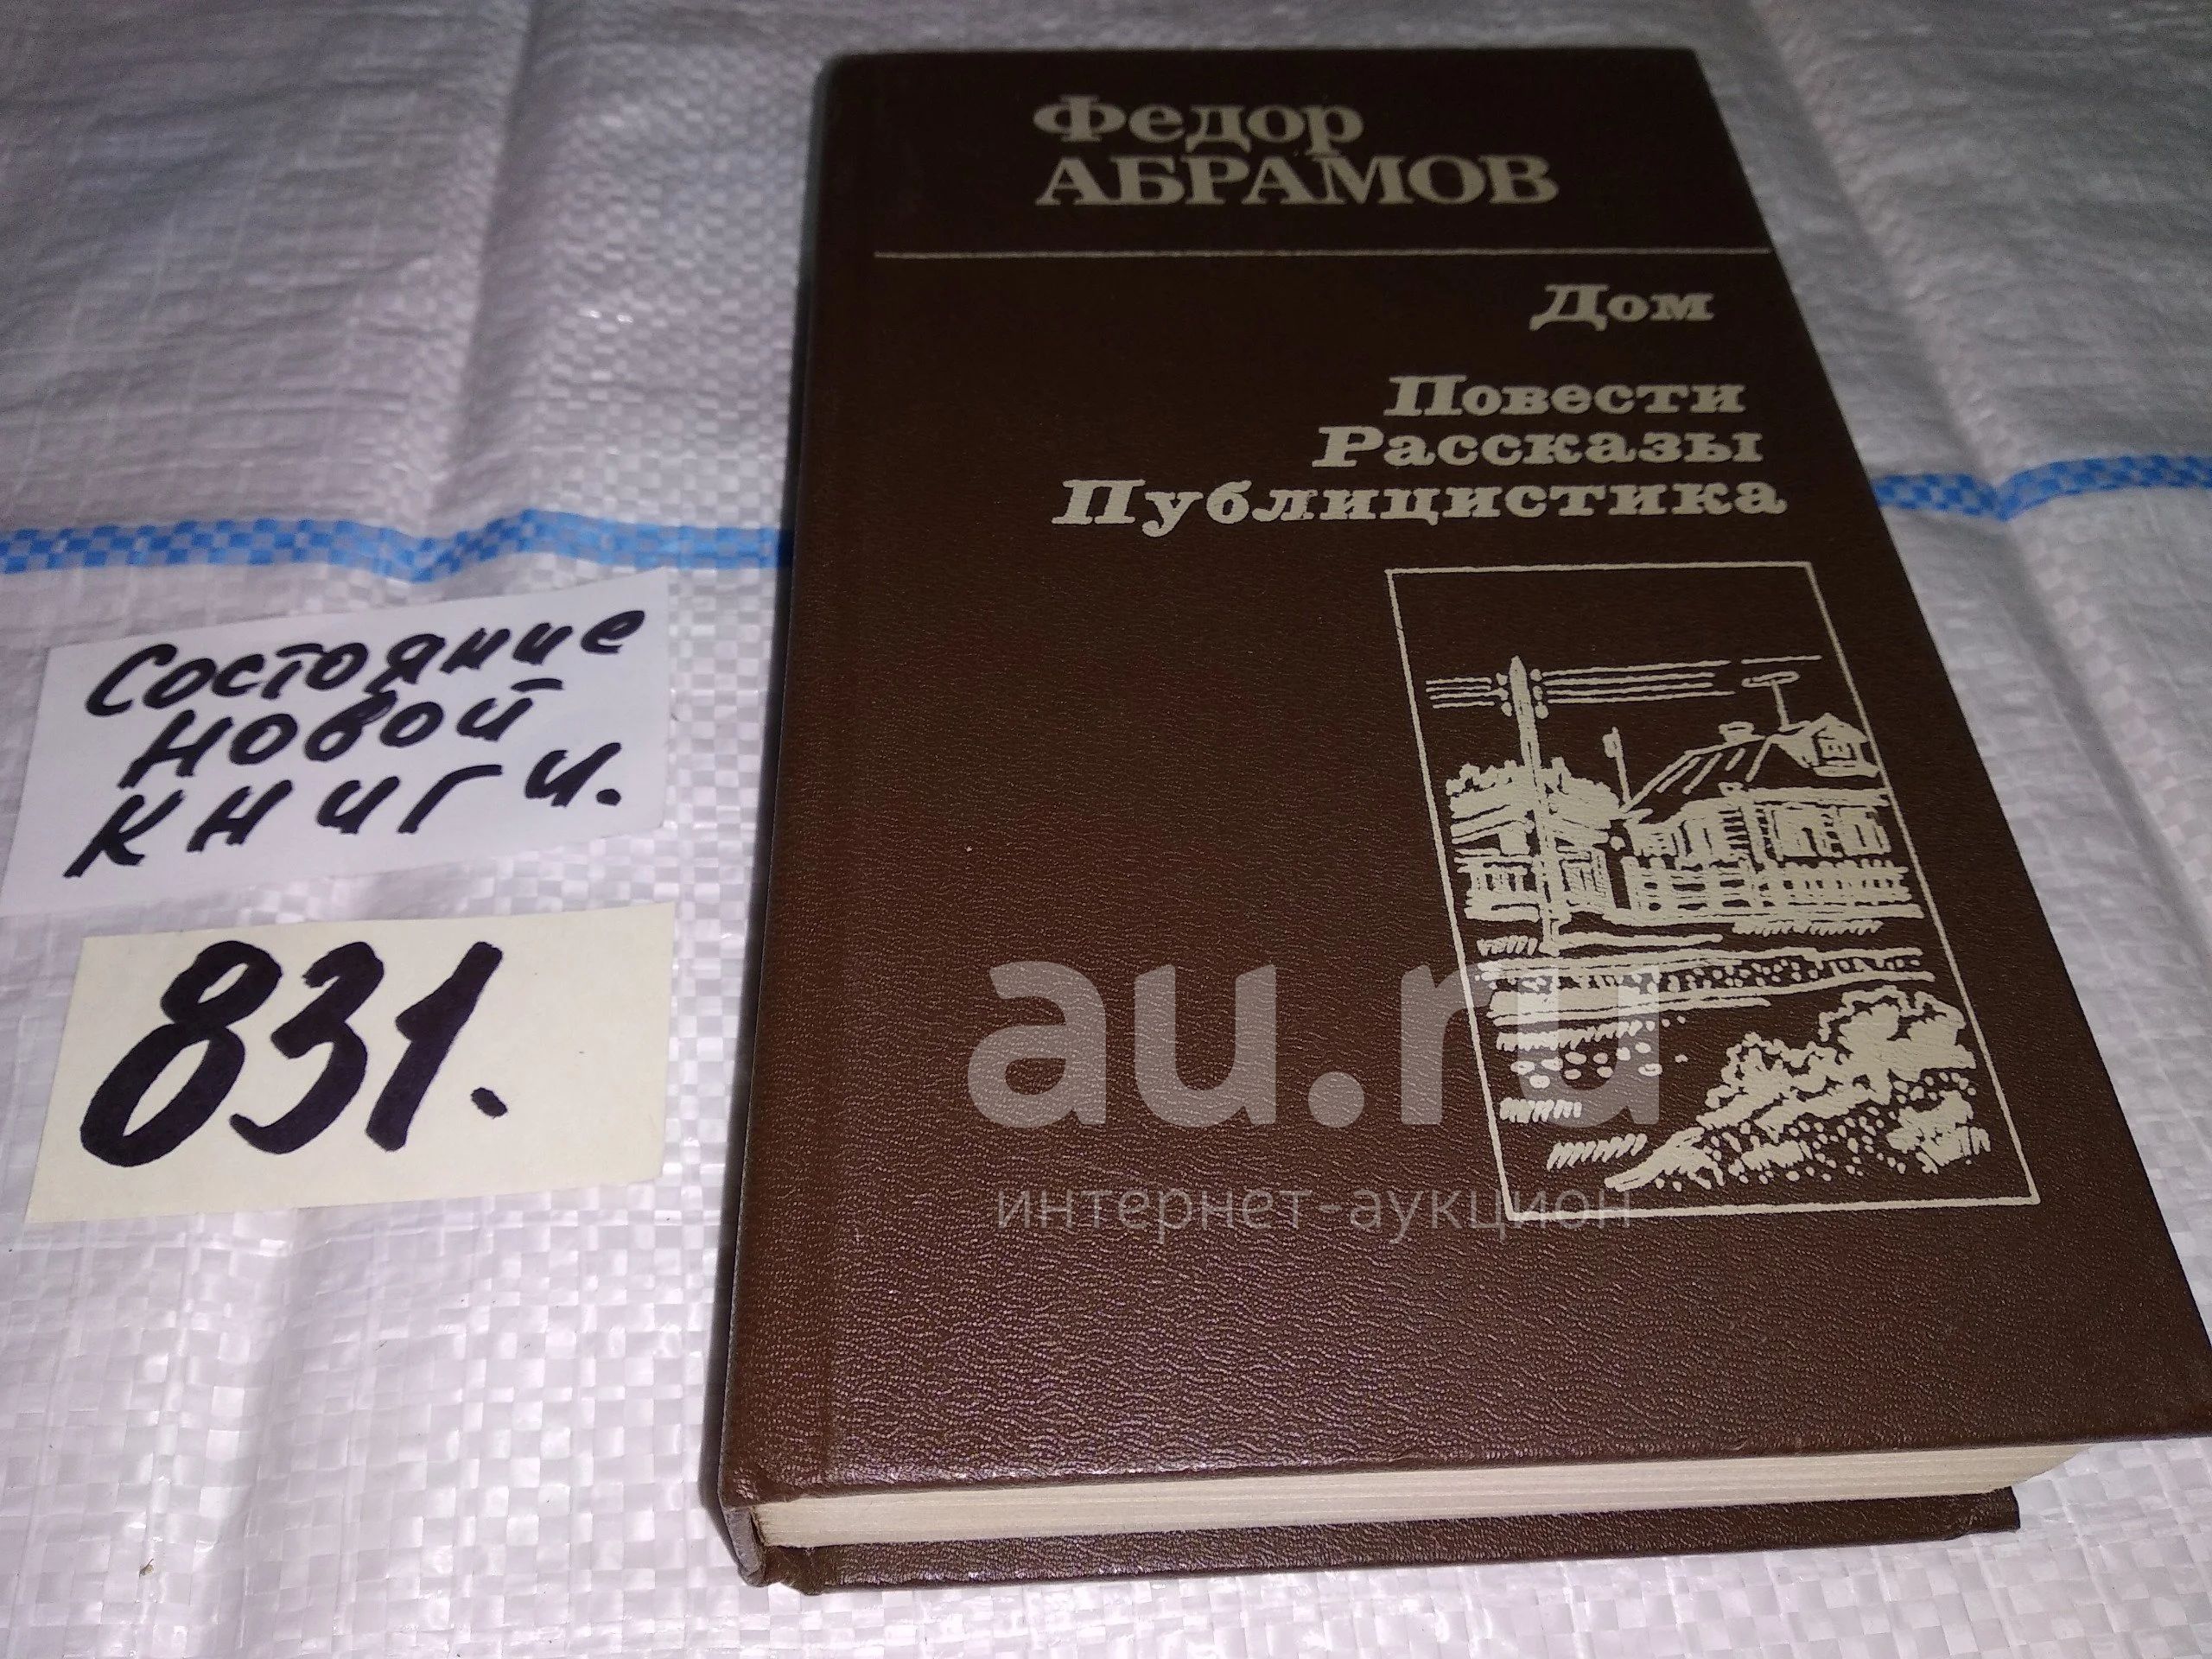 Федор
АБРАМОВ
Дом
Повести
Рассказы
Публицистика
Состояние
новой
книги.
831.
au.ru
интернет-аукцион